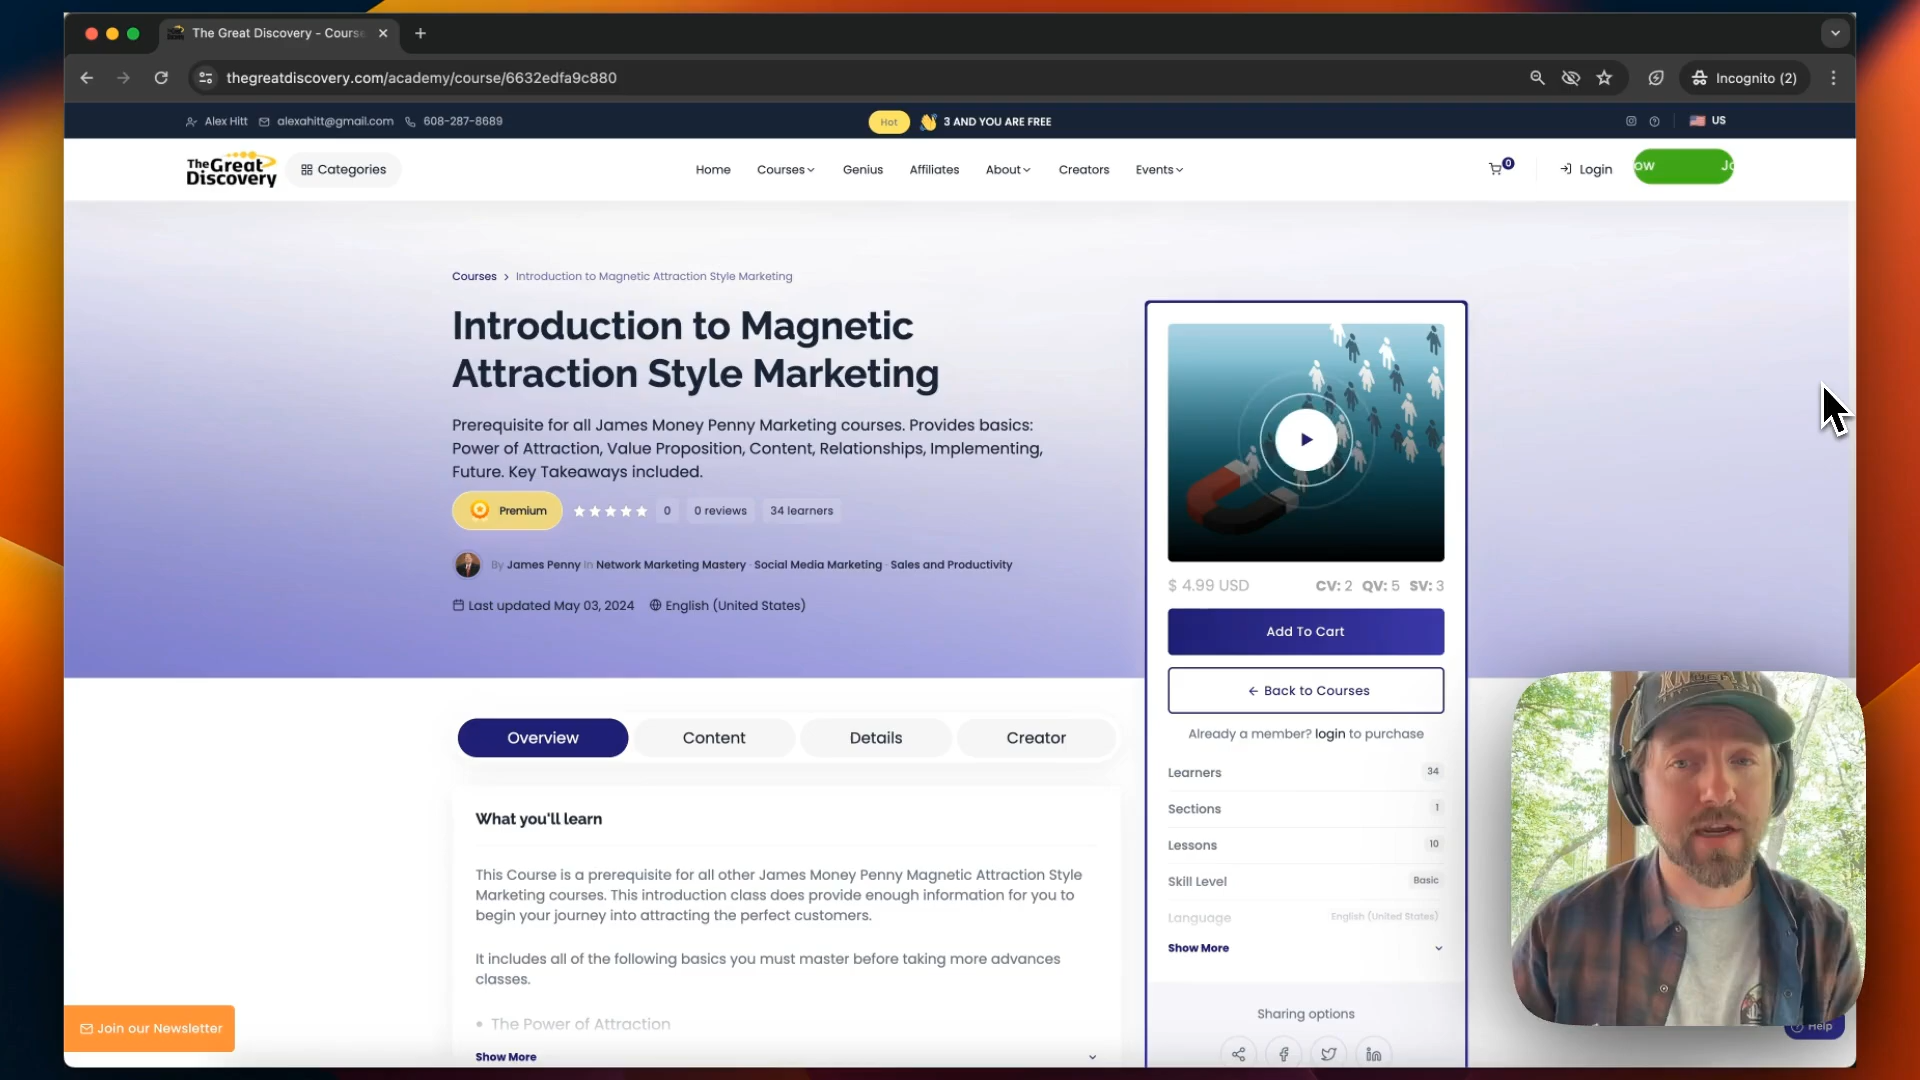 The Great Discovery - Course
thegreatdiscovery.com/academy/course/6632edfa9c880
Incognito (2)
Alex Hitt
alexahitt@gmail.com
608-287-8689
Hot
👋 3 AND YOU ARE FREE
US
The Great
Discovery
Categories
Home
Courses
Genius
Affiliates
About
Creators
Events
0
Login
ow Jo
Courses > Introduction to Magnetic Attraction Style Marketing
Introduction to Magnetic
Attraction Style Marketing
Prerequisite for all James Money Penny Marketing courses. Provides basics:
Power of Attraction, Value Proposition, Content, Relationships, Implementing,
Future. Key Takeaways included.
Premium
0
0 reviews
34 learners
By James Penny In Network Marketing Mastery · Social Media Marketing · Sales and Productivity
Last updated May 03, 2024
English (United States)
$ 4.99 USD
CV: 2 QV: 5 SV: 3
Add To Cart
← Back to Courses
Already a member? login to purchase
Learners 34
Sections 1
Lessons 10
Skill Level Basic
Language English (United States)
Show More
Sharing options
Overview
Content
Details
Creator
What you'll learn
This Course is a prerequisite for all other James Money Penny Magnetic Attraction Style
Marketing courses. This introduction class does provide enough information for you to
begin your journey into attracting the perfect customers.
It includes all of the following basics you must master before taking more advances
classes.
• The Power of Attraction
Show More
Join our Newsletter
Help